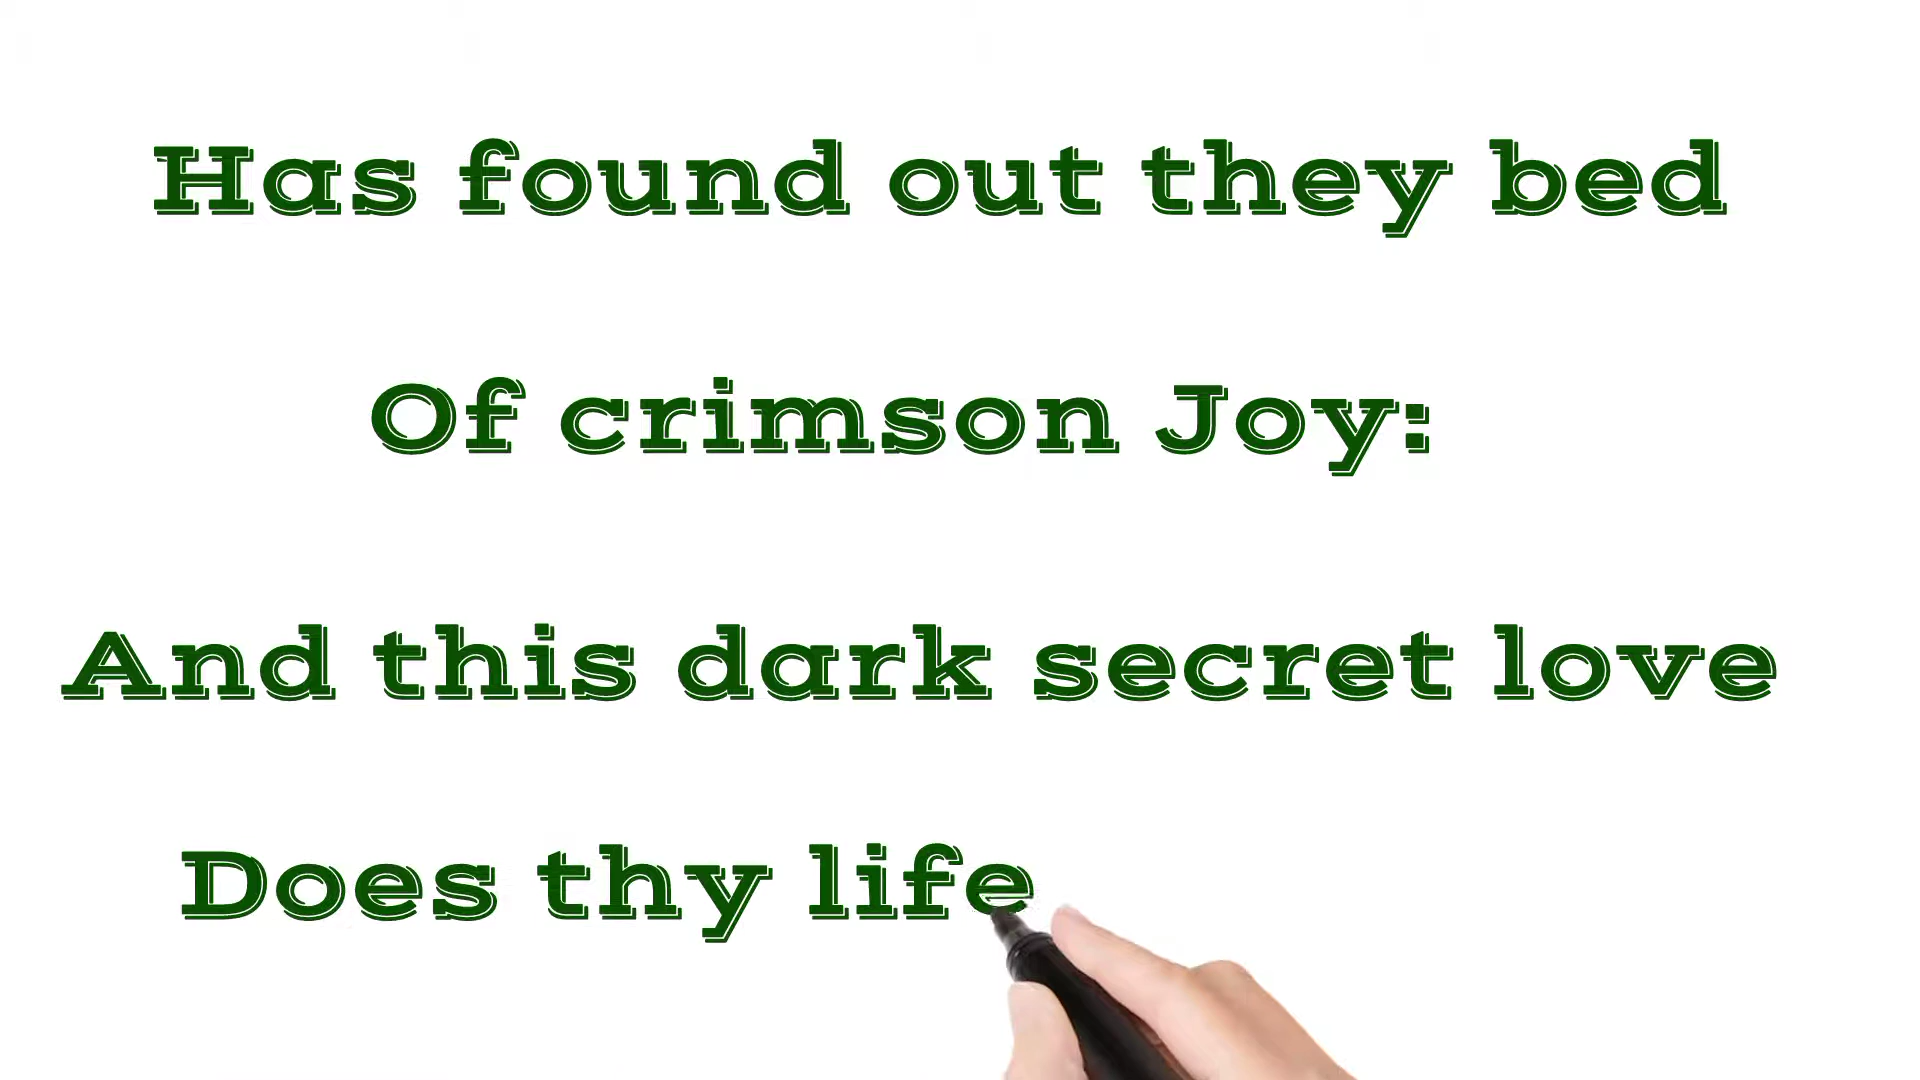 Has found out they bed
Of crimson Joy:
And this dark secret love
Does thy life